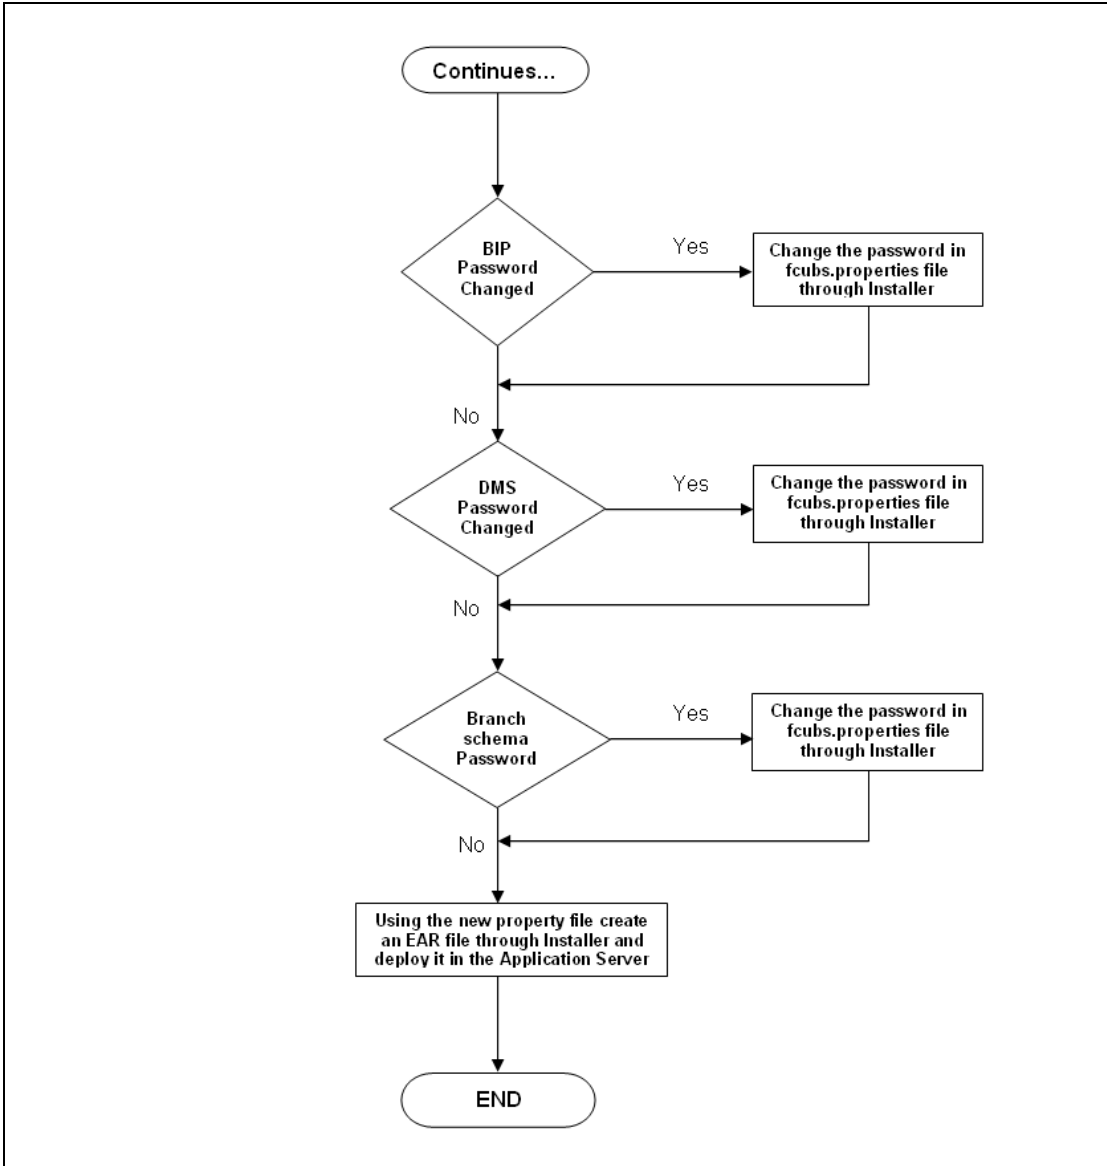 Continues...
BIP
Password
Changed
Yes
Change the password in
fcubs.properties file
through Installer
No
DMS
Password
Changed
Yes
Change the password in
fcubs.properties file
through Installer
No
Branch
schema
Password
Yes
Change the password in
fcubs.properties file
through Installer
No
Using the new property file create
an EAR file through Installer and
deploy it in the Application Server
END